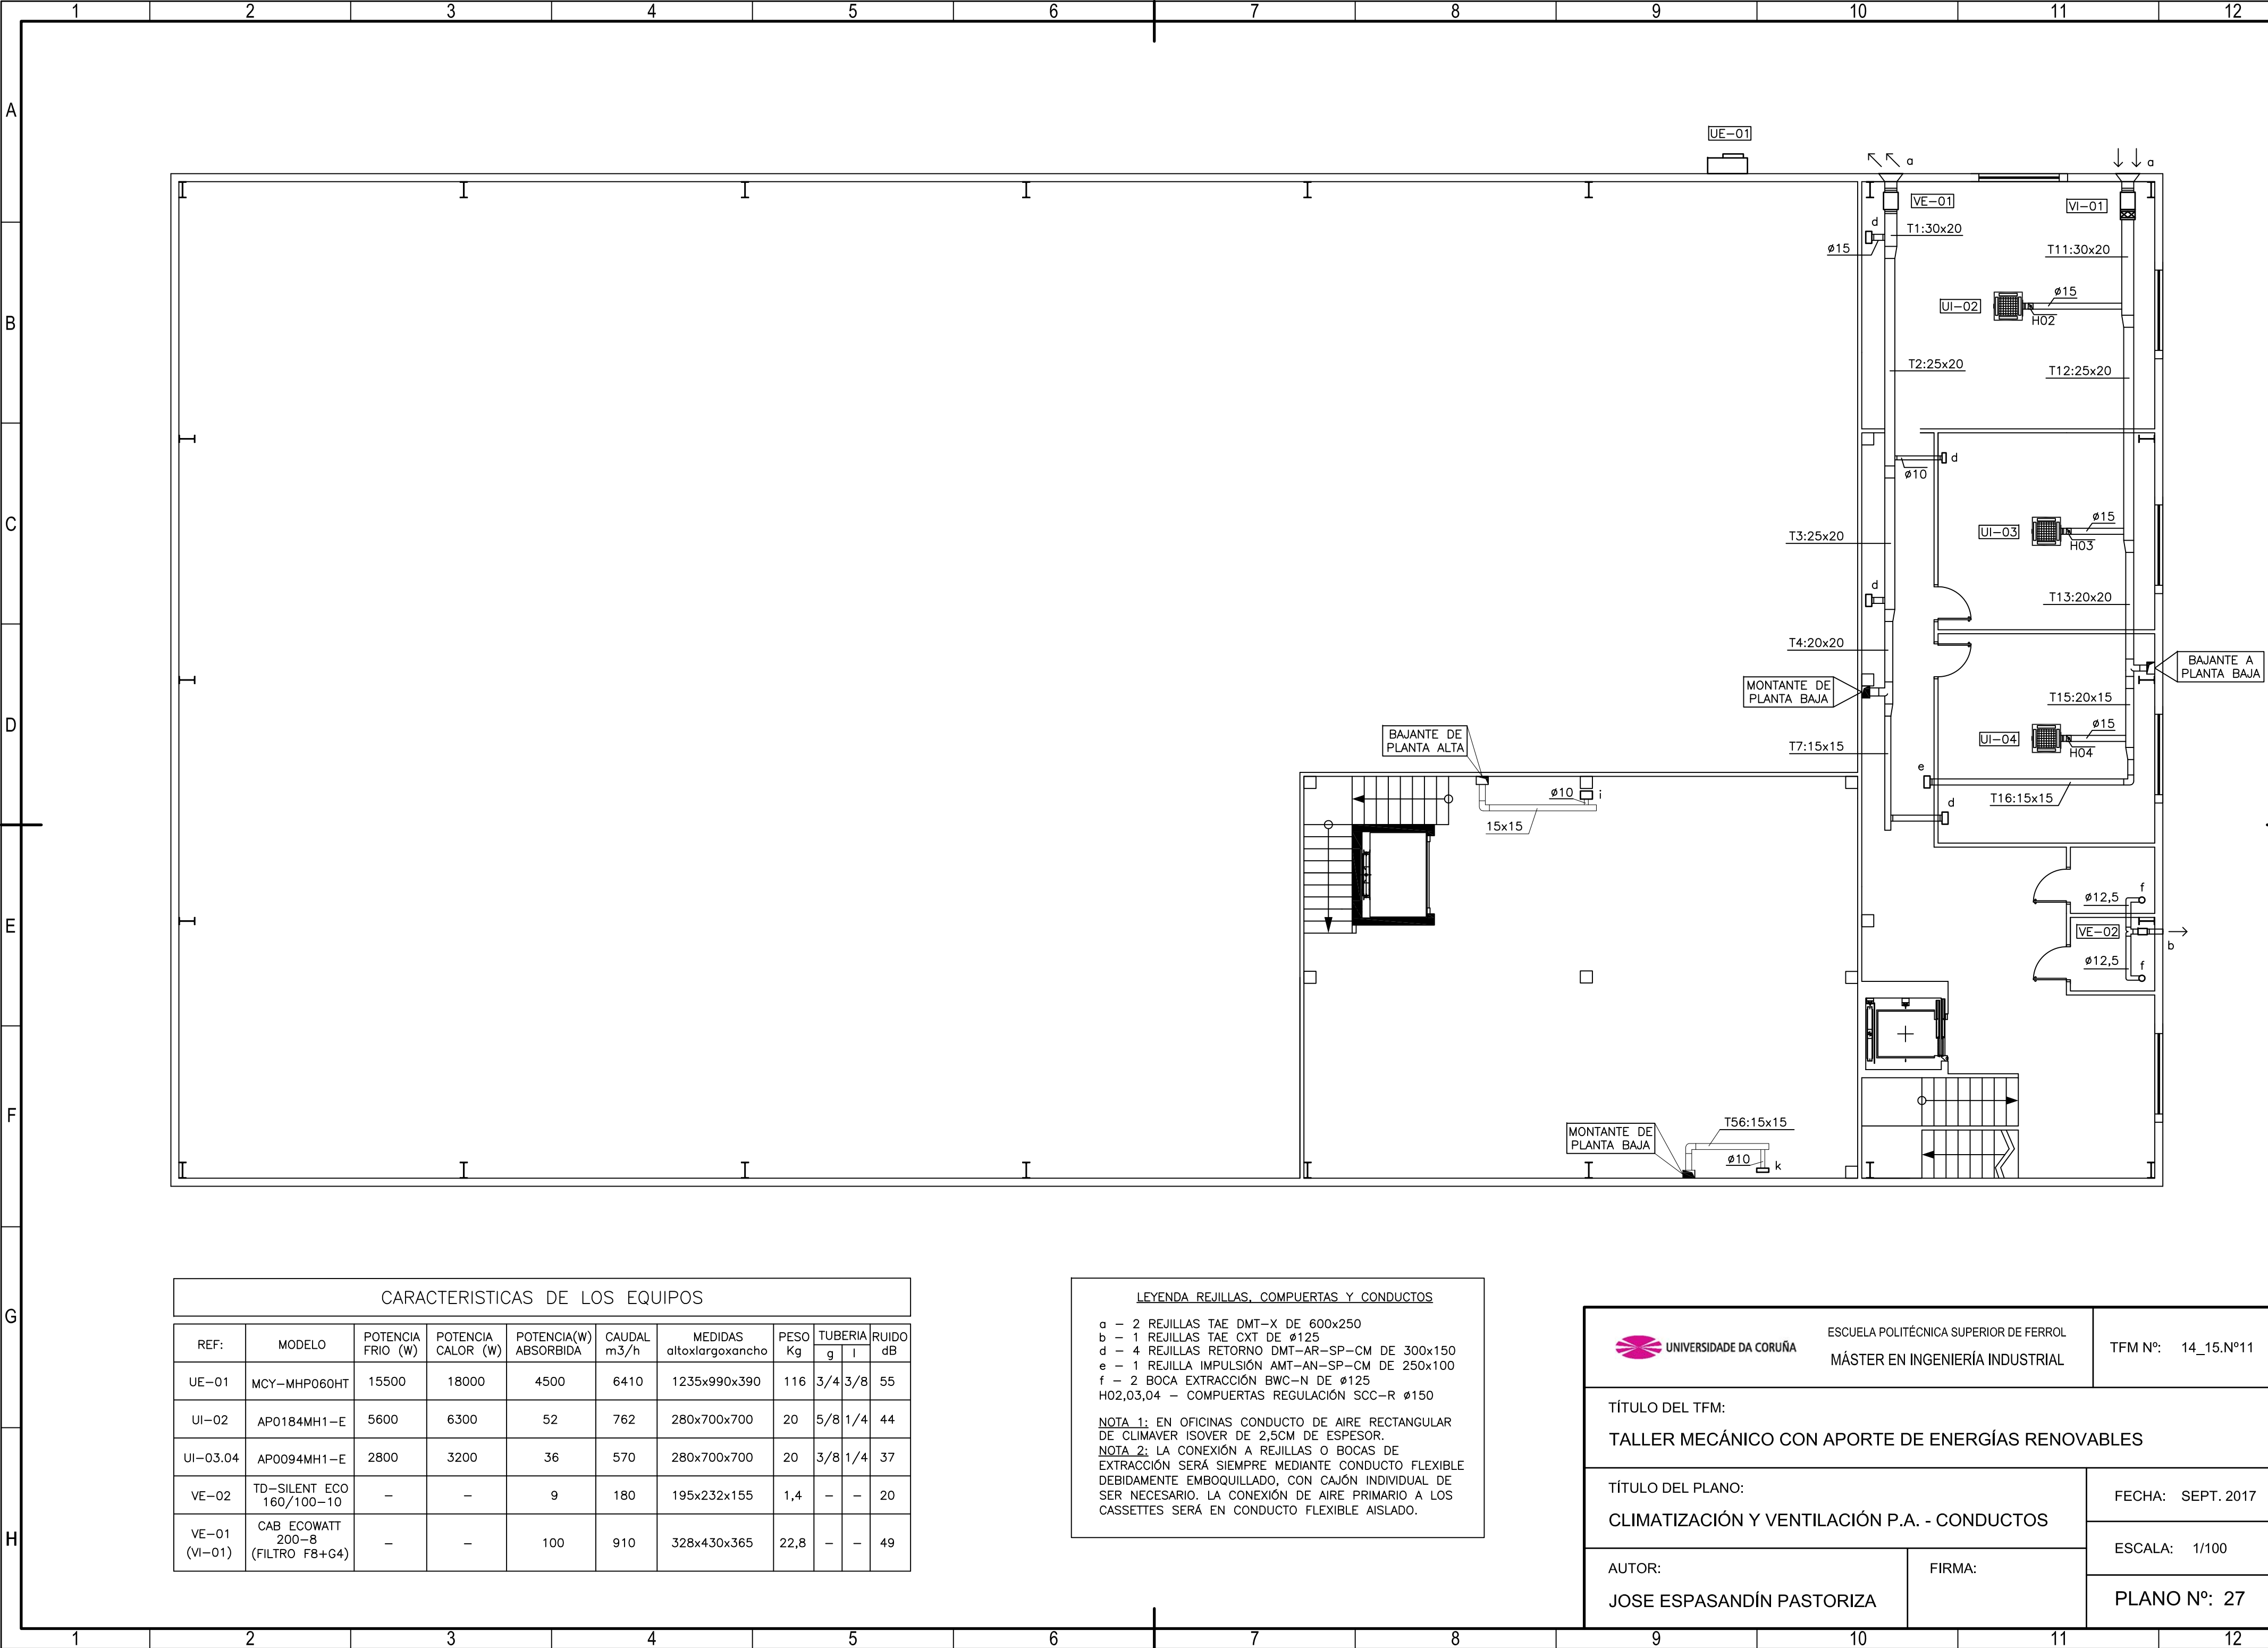 1 2 3 4 5 6 7 8 9 10 11 12
A
B
C
D
E
F
G
H
UE-01
a
a
VE-01
VI-01
d
T1:30x20
ø15
T11:30x20
ø15
UI-02
H02
T2:25x20
T12:25x20
d
ø10
ø15
UI-03
H03
T3:25x20
d
T13:20x20
T4:20x20
BAJANTE A
PLANTA BAJA
MONTANTE DE
PLANTA BAJA
T15:20x15
ø15
BAJANTE DE
PLANTA ALTA
UI-04
H04
T7:15x15
e
ø10
i
T16:15x15
d
15x15
f
ø12,5
VE-02
b
ø12,5
f
T56:15x15
MONTANTE DE
PLANTA BAJA
ø10
k
CARACTERISTICAS DE LOS EQUIPOS
REF: MODELO POTENCIA FRIO (W) POTENCIA CALOR (W) POTENCIA(W) ABSORBIDA CAUDAL m3/h MEDIDAS altoxlargoxancho PESO Kg TUBERIA g l RUIDO dB
UE-01 MCY-MHP060HT 15500 18000 4500 6410 1235x990x390 116 3/4 3/8 55
UI-02 AP0184MH1-E 5600 6300 52 762 280x700x700 20 5/8 1/4 44
UI-03.04 AP0094MH1-E 2800 3200 36 570 280x700x700 20 3/8 1/4 37
VE-02 TD-SILENT ECO 160/100-10 - - 9 180 195x232x155 1,4 - - 20
VE-01 (VI-01) CAB ECOWATT 200-8 (FILTRO F8+G4) - - 100 910 328x430x365 22,8 - - 49
LEYENDA REJILLAS, COMPUERTAS Y CONDUCTOS
a - 2 REJILLAS TAE DMT-X DE 600x250
b - 1 REJILLAS TAE CXT DE ø125
d - 4 REJILLAS RETORNO DMT-AR-SP-CM DE 300x150
e - 1 REJILLA IMPULSIÓN AMT-AN-SP-CM DE 250x100
f - 2 BOCA EXTRACCIÓN BWC-N DE ø125
H02,03,04 - COMPUERTAS REGULACIÓN SCC-R ø150
NOTA 1: EN OFICINAS CONDUCTO DE AIRE RECTANGULAR
DE CLIMAVER ISOVER DE 2,5CM DE ESPESOR.
NOTA 2: LA CONEXIÓN A REJILLAS O BOCAS DE
EXTRACCIÓN SERÁ SIEMPRE MEDIANTE CONDUCTO FLEXIBLE
DEBIDAMENTE EMBOQUILLADO, CON CAJÓN INDIVIDUAL DE
SER NECESARIO. LA CONEXIÓN DE AIRE PRIMARIO A LOS
CASSETTES SERÁ EN CONDUCTO FLEXIBLE AISLADO.
UNIVERSIDADE DA CORUÑA
ESCUELA POLITÉCNICA SUPERIOR DE FERROL
MÁSTER EN INGENIERÍA INDUSTRIAL
TFM Nº: 14_15.Nº11
TÍTULO DEL TFM:
TALLER MECÁNICO CON APORTE DE ENERGÍAS RENOVABLES
TÍTULO DEL PLANO:
CLIMATIZACIÓN Y VENTILACIÓN P.A. - CONDUCTOS
FECHA: SEPT. 2017
ESCALA: 1/100
AUTOR:
JOSE ESPASANDÍN PASTORIZA
FIRMA:
PLANO Nº: 27
1 2 3 4 5 6 7 8 9 10 11 12